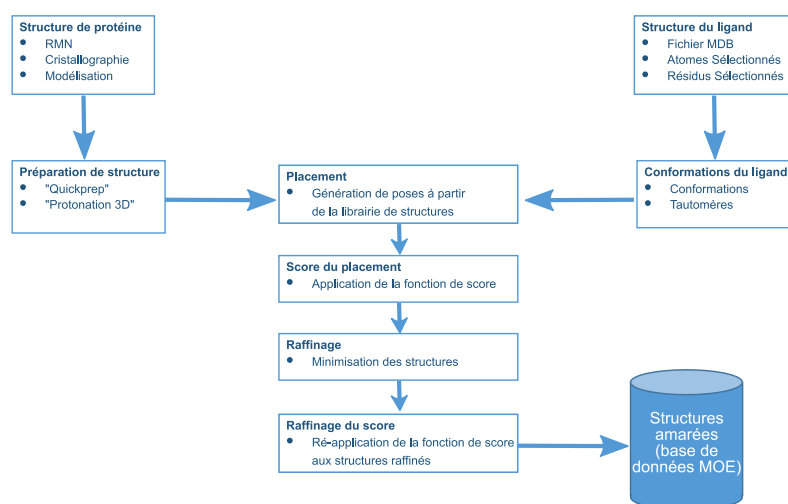 Structure de protéine
• RMN
• Cristallographie
• Modélisation
Structure du ligand
• Fichier MDB
• Atomes Sélectionnés
• Résidus Sélectionnés
Préparation de structure
• "Quickprep"
• "Protonation 3D"
Placement
• Génération de poses à partir
de la librairie de structures
Conformations du ligand
• Conformations
• Tautomères
Score du placement
• Application de la fonction de score
Raffinage
• Minimisation des structures
Raffinage du score
• Ré-application de la fonction de score
aux structures raffinés
Structures
amarées
(base de
données MOE)